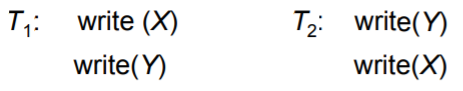 T₁: write (X) T₂: write(Y)
write(Y) write(X)